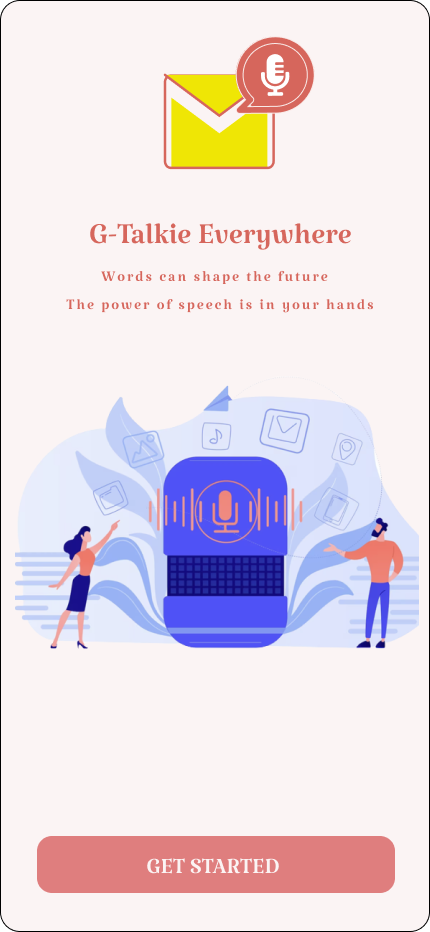 G-Talkie Everywhere
Words can shape the future
The power of speech is in your hands
GET STARTED